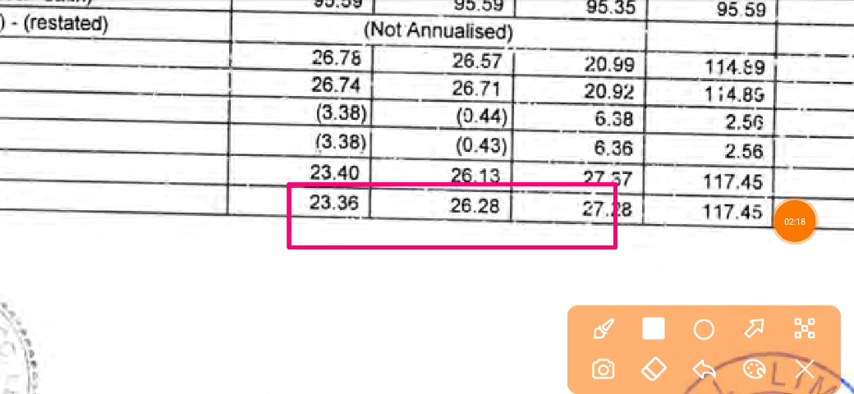 95.59 95.59 95.35 95.59
) - (restated) (Not Annualised)
26.78 26.57 20.99 114.89
26.74 26.71 20.92 114.89
(3.38) (0.44) 6.38 2.56
(3.38) (0.43) 6.36 2.56
23.40 26.13 27.37 117.45
23.36 26.28 27.28 117.45
02:18
LIM